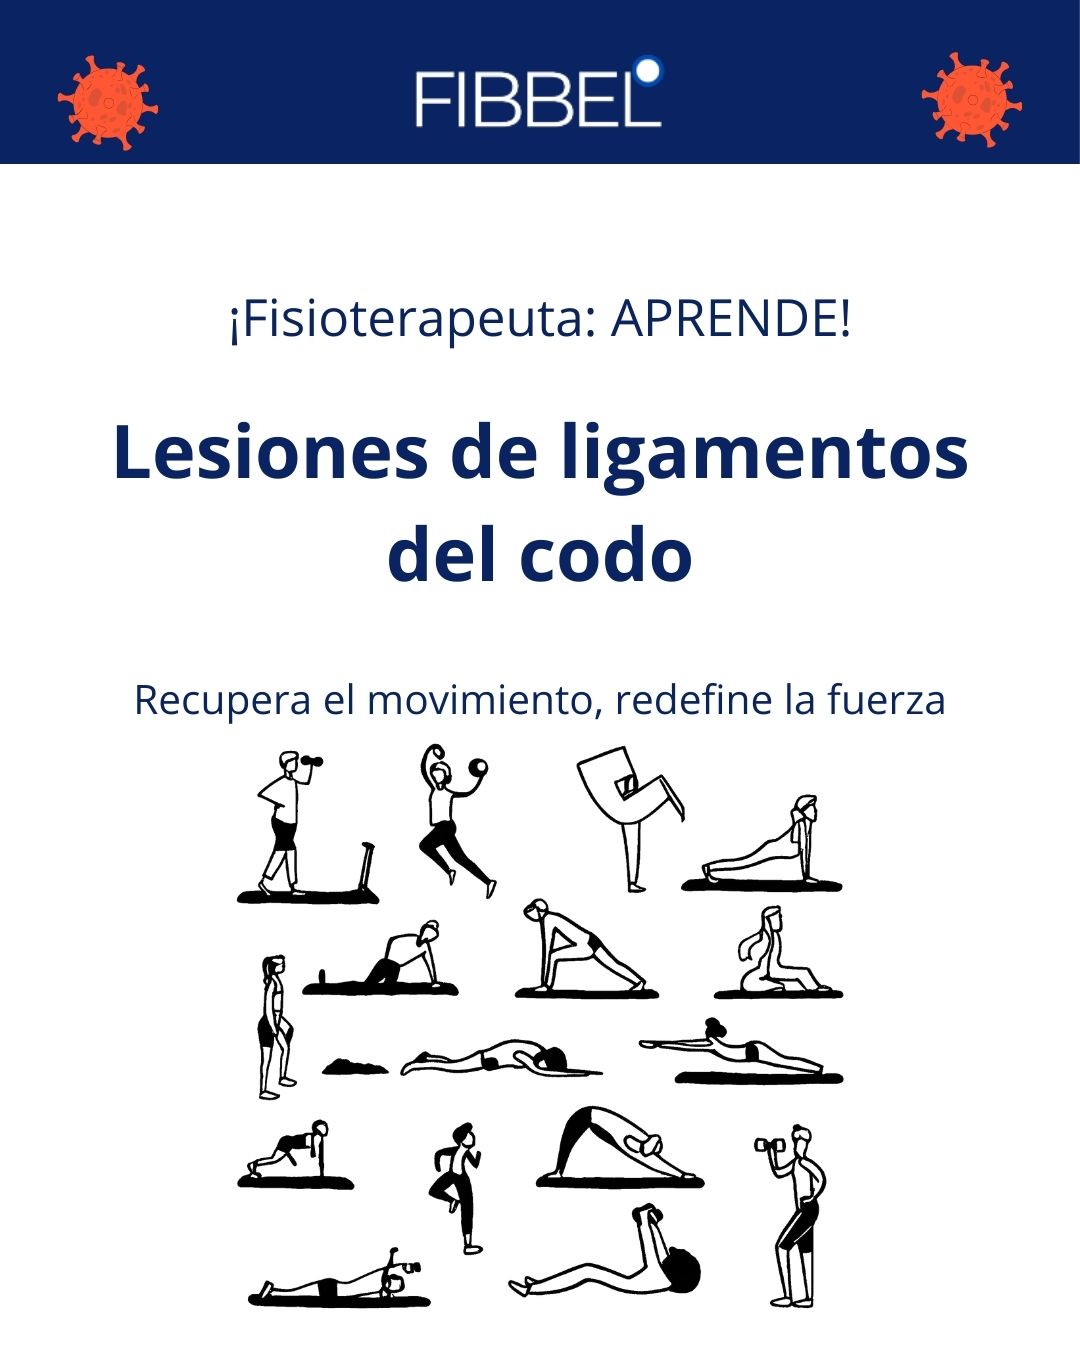 FIBBEL
¡Fisioterapeuta: APRENDE!
Lesiones de ligamentos
del codo
Recupera el movimiento, redefine la fuerza